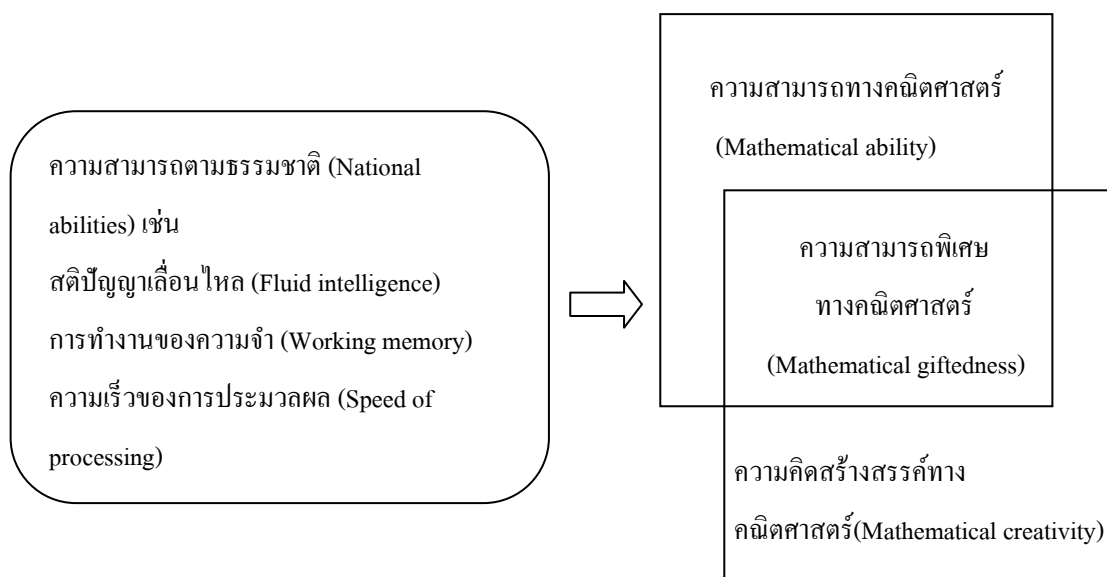 ความสามารถตามธรรมชาติ (National
abilities) เช่น
สติปัญญาเลื่อนไหล (Fluid intelligence)
การทำงานของความจำ (Working memory)
ความเร็วของการประมวลผล (Speed of
processing)
ความสามารถทางคณิตศาสตร์
(Mathematical ability)
ความสามารถพิเศษ
ทางคณิตศาสตร์
(Mathematical giftedness)
ความคิดสร้างสรรค์ทาง
คณิตศาสตร์(Mathematical creativity)